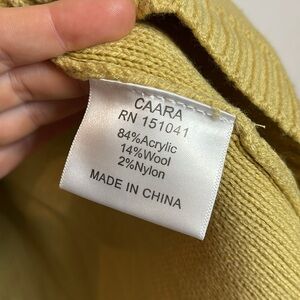 CAARA
RN 151041
84%Acrylic
14%Wool
2%Nylon
MADE IN CHINA